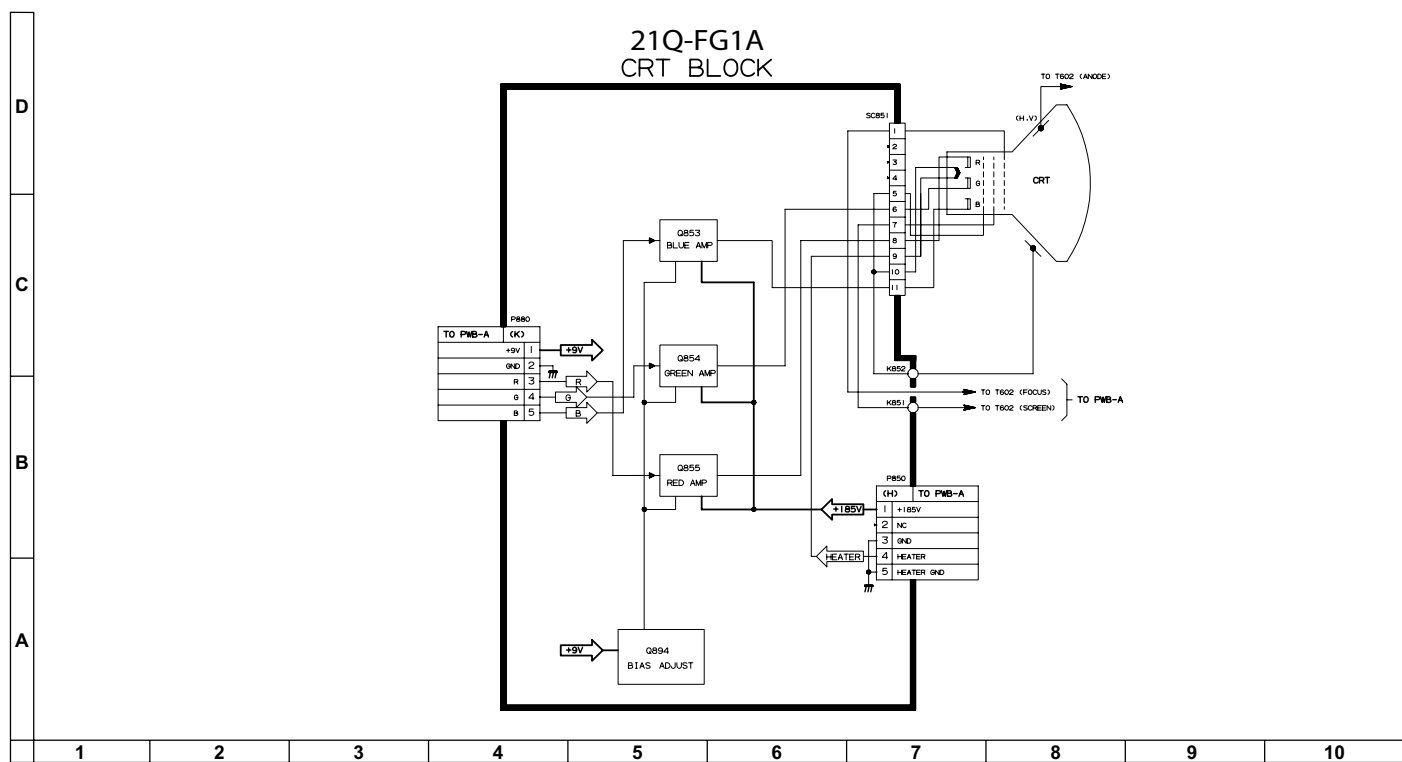 21Q-FG1A
CRT BLOCK
TO T602 (ANODE)
D
SC851
(H.V)
1
2
3
4
5
6
7
8
9
10
11
R
G
B
CRT
Q853
BLUE AMP
C
P880
TO PWB-A (K)
+9V 1
GND 2
R 3
G 4
B 5
+9V
R
G
B
Q854
GREEN AMP
K852
TO T602 (FOCUS)
K851
TO T602 (SCREEN)
TO PWB-A
B
Q855
RED AMP
P850
(H) TO PWB-A
1 +185V
2 NC
3 GND
4 HEATER
5 HEATER GND
+185V
HEATER
A
+9V
Q894
BIAS ADJUST
1 2 3 4 5 6 7 8 9 10